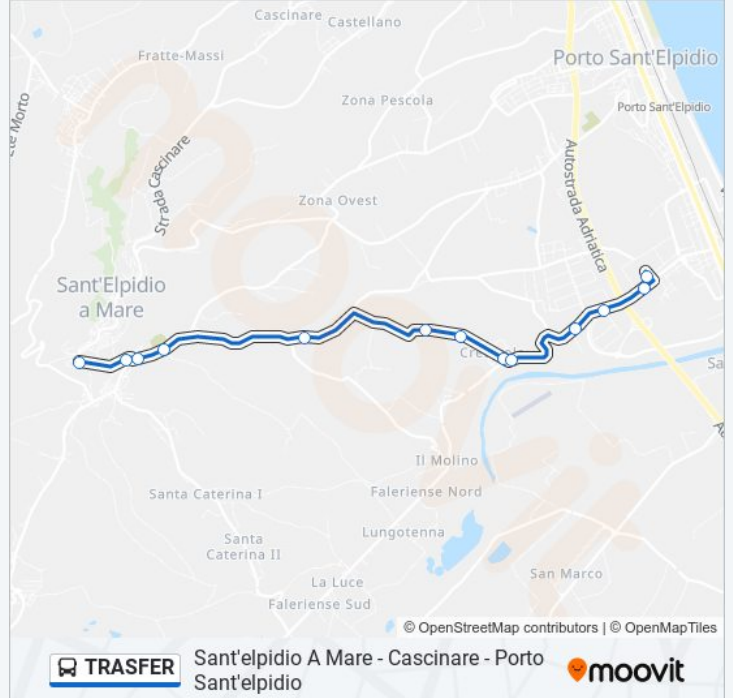 Cascinare
Castellano
Fratte-Massi
Porto Sant'Elpidio
Zona Pescola
Porto Sant'Elpidio
ete Morto
Autostrada Adriatica
Strada Cascinare
Zona Ovest
Sant'Elpidio
a Mare
Il Molino
Santa Caterina I
Faleriense Nord
Santa
Caterina II
Lungotenna
San Marco
La Luce
Faleriense Sud
© OpenStreetMap contributors | © OpenMapTiles
TRASFER
Sant'elpidio A Mare - Cascinare - Porto
Sant'elpidio
moovit